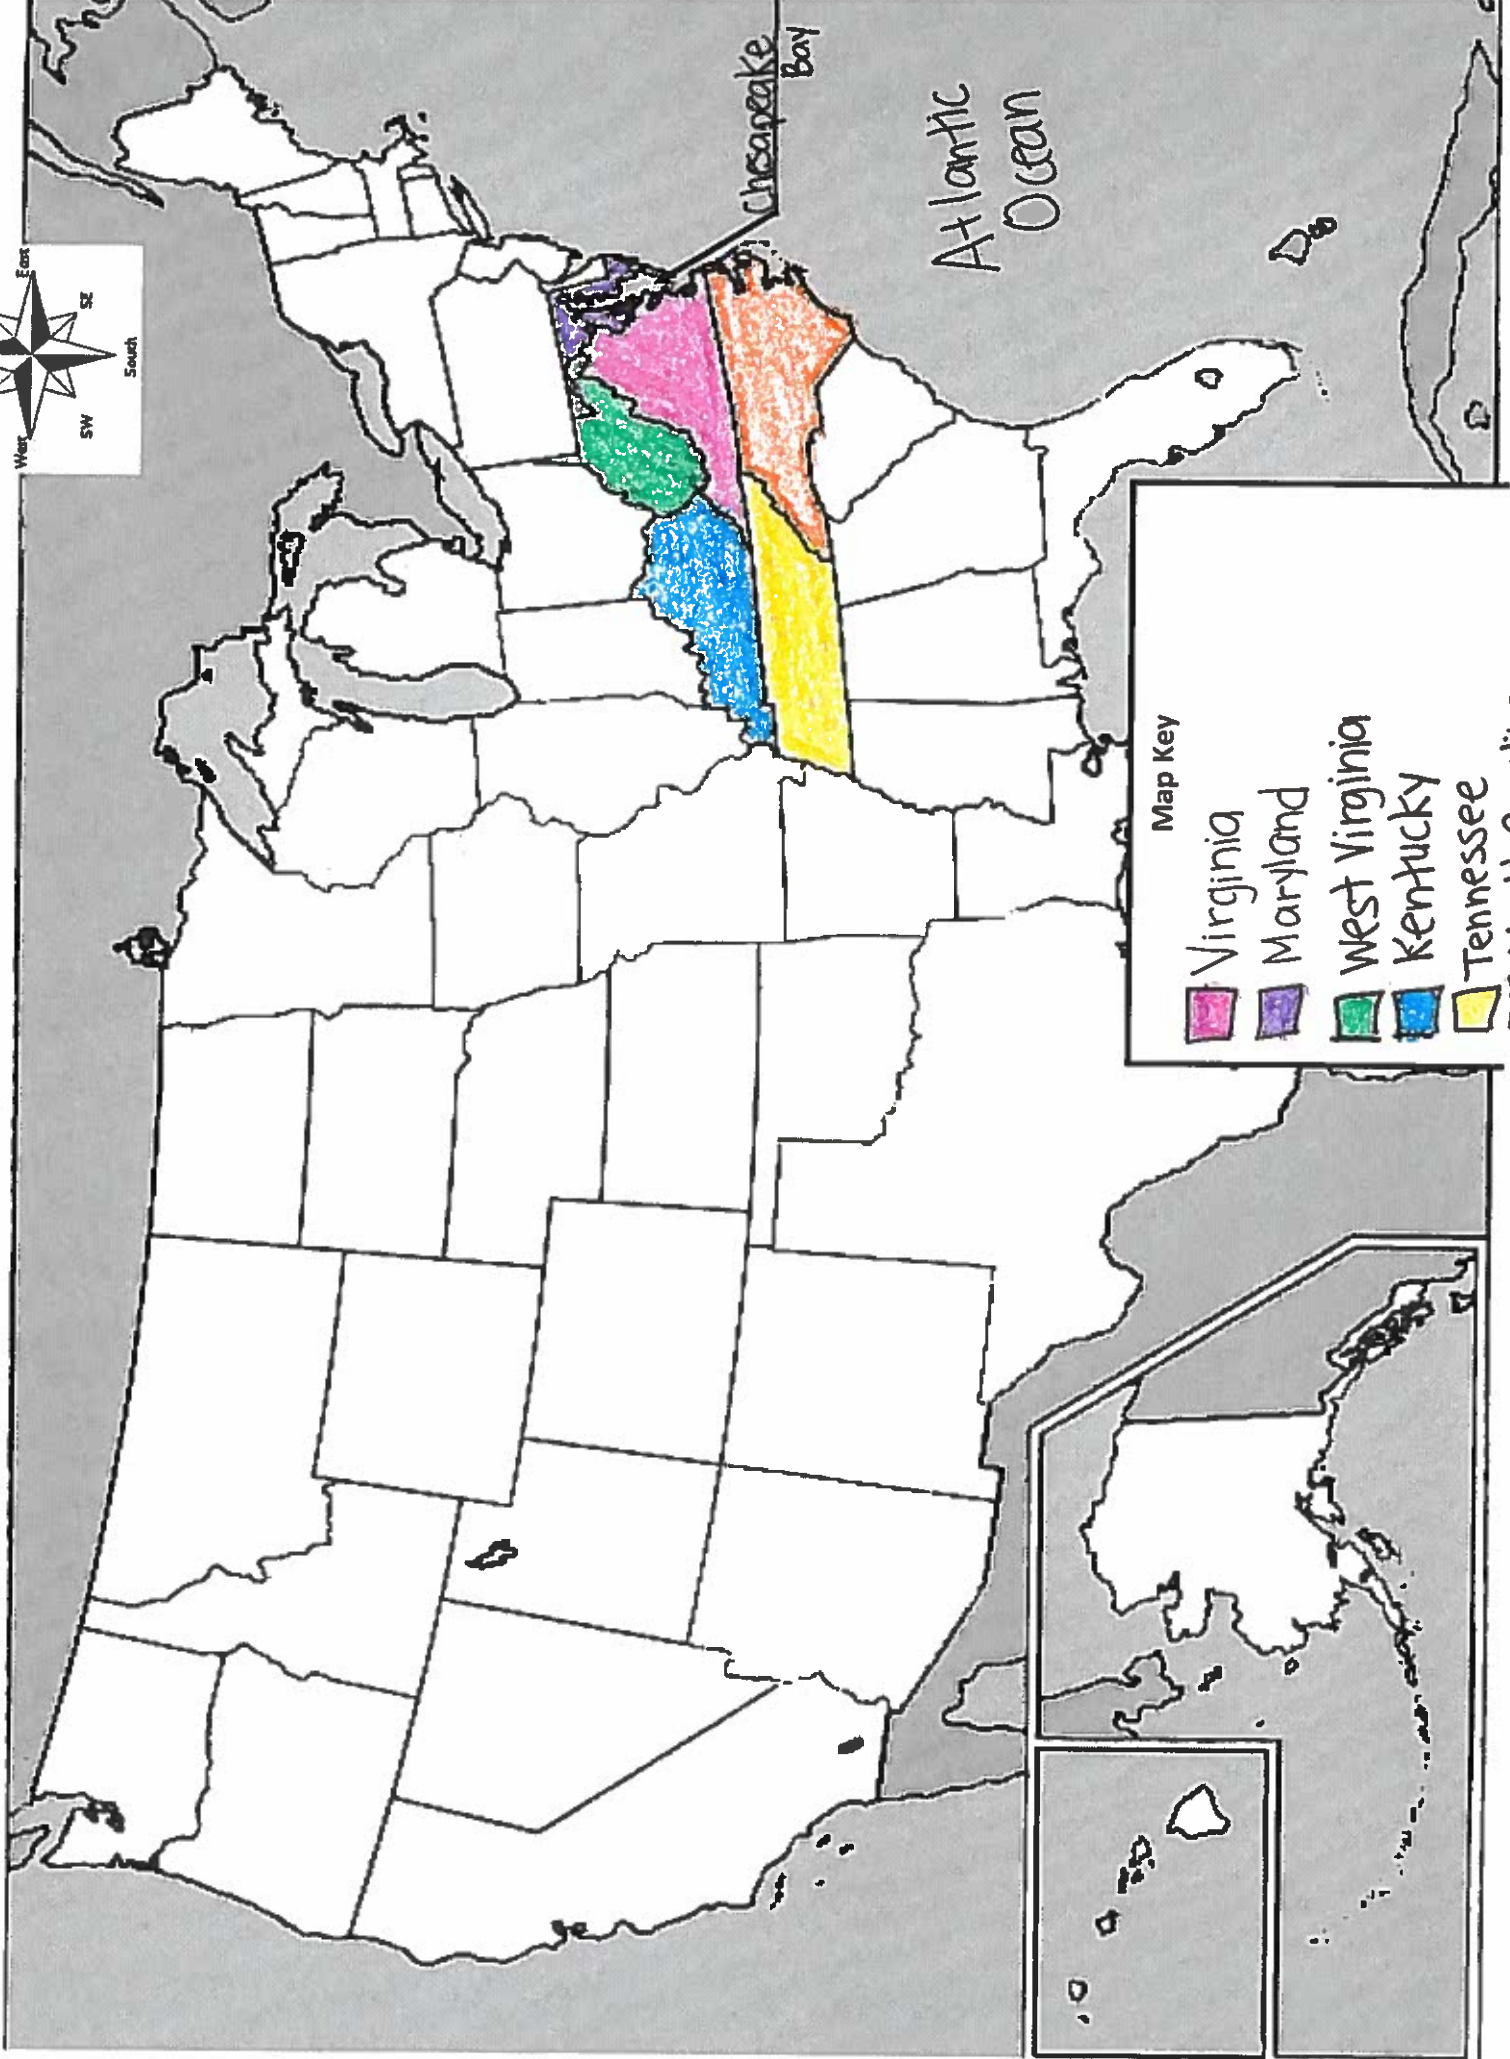 West
East
SW
SE
South
Chesapeake
Bay
Atlantic
Ocean
Map Key
Virginia
Maryland
West Virginia
Kentucky
Tennessee